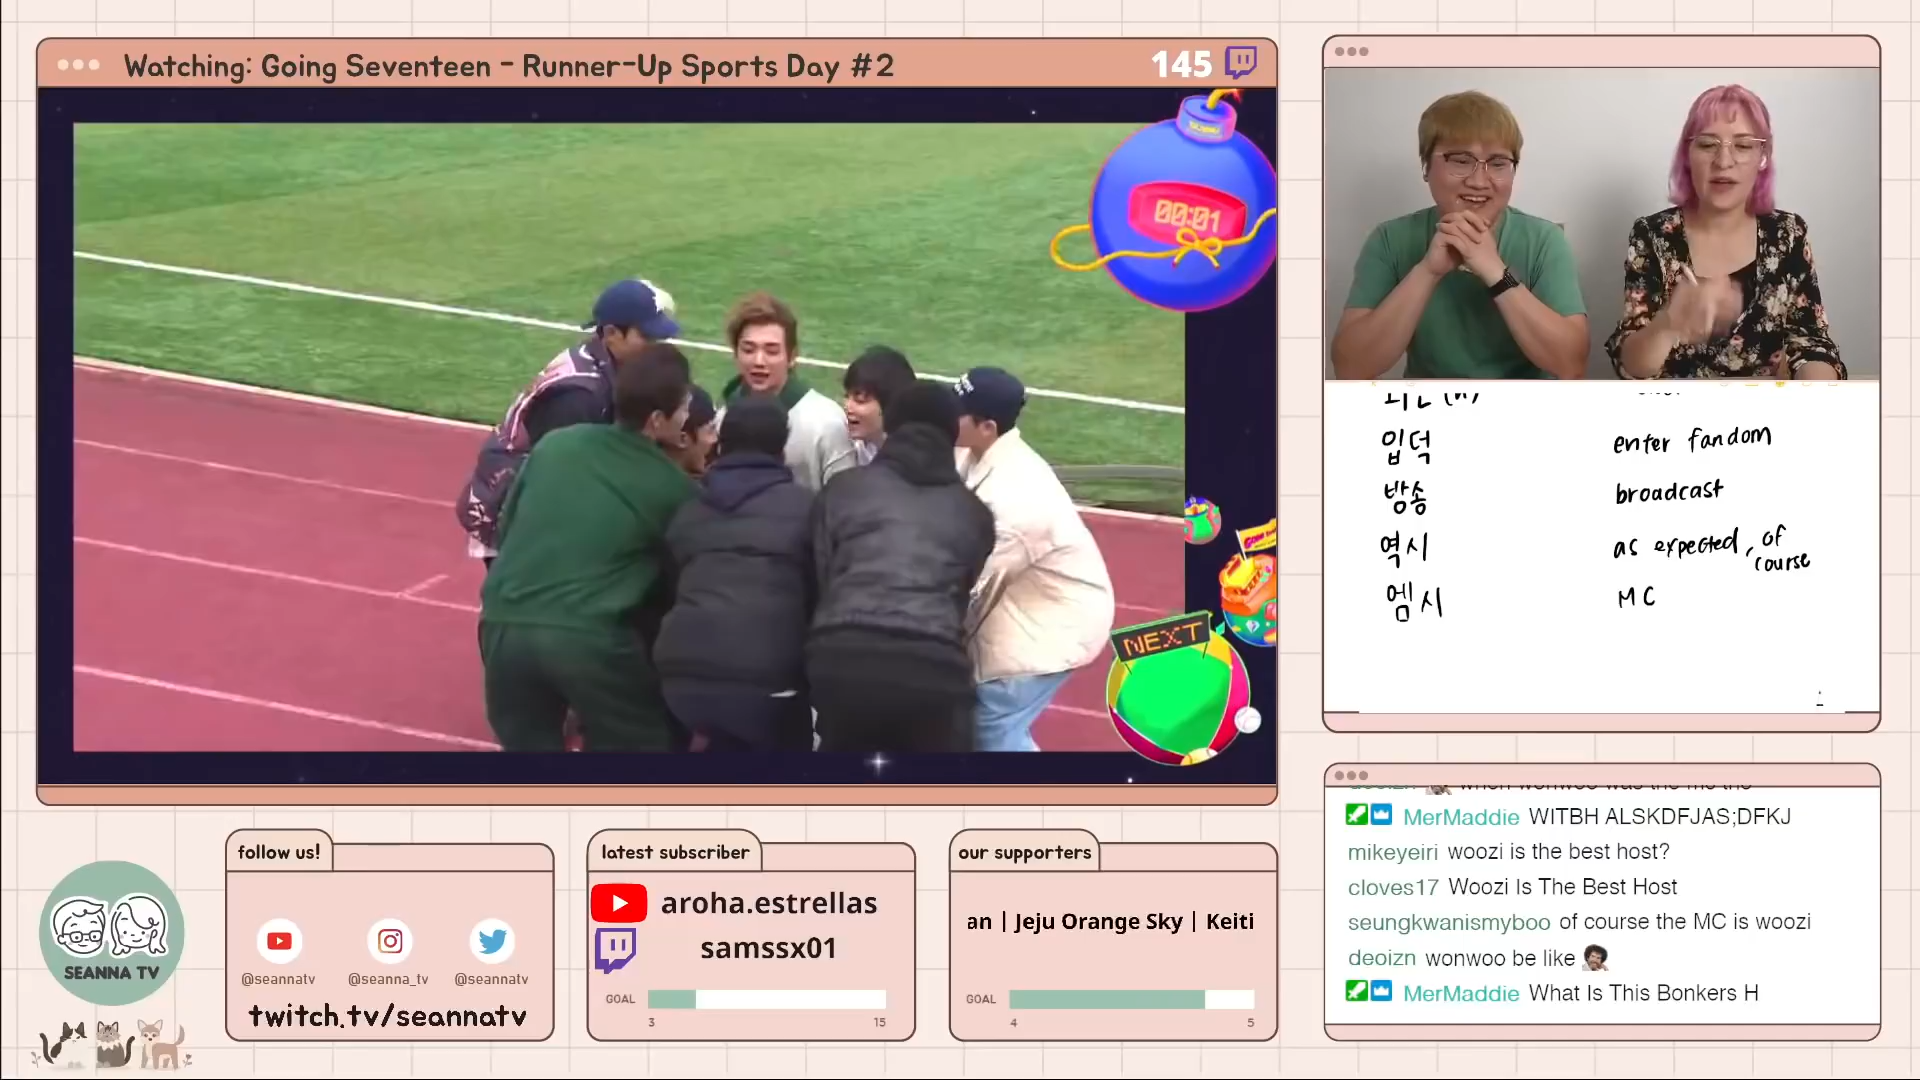 Watching: Going Seventeen - Runner-Up Sports Day #2
145
00:01
NEXT
입덕 enter fandom
방송 broadcast
역시 as expected, of course
엠시 MC
MerMaddie WITBH ALSKDFJAS;DFKJ
mikeyeiri woozi is the best host?
cloves17 Woozi Is The Best Host
seungkwanismyboo of course the MC is woozi
deoizn wonwoo be like
MerMaddie What Is This Bonkers H
SEANNA TV
follow us!
@seannatv @seanna_tv @seannatv
twitch.tv/seannatv
latest subscriber
aroha.estrellas
samssx01
GOAL
3 15
our supporters
an | Jeju Orange Sky | Keiti
GOAL
4 5